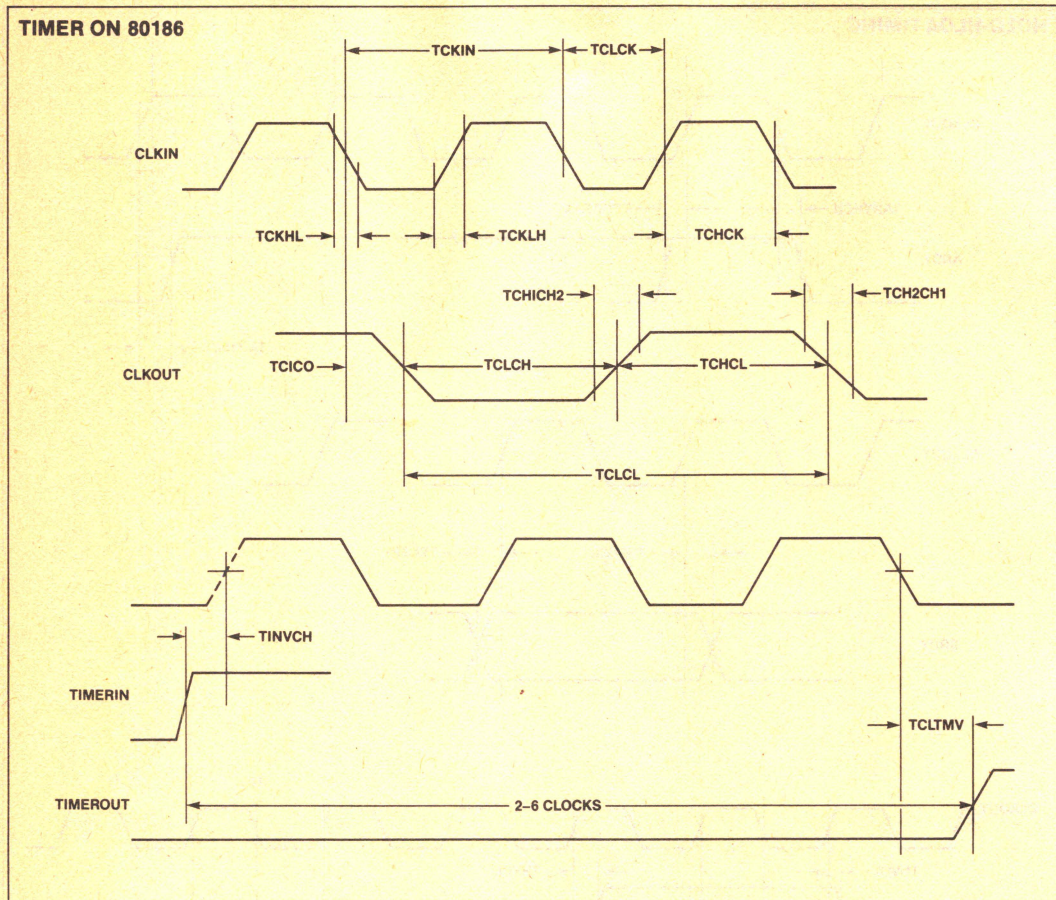 TIMER ON 80186
TCKIN
TCLCK
CLKIN
TCKHL
TCKLH
TCHCK
TCHICH2
TCH2CH1
CLKOUT
TCICO
TCLCH
TCHCL
TCLCL
TINVCH
TIMERIN
TCLTMV
TIMEROUT
2–6 CLOCKS